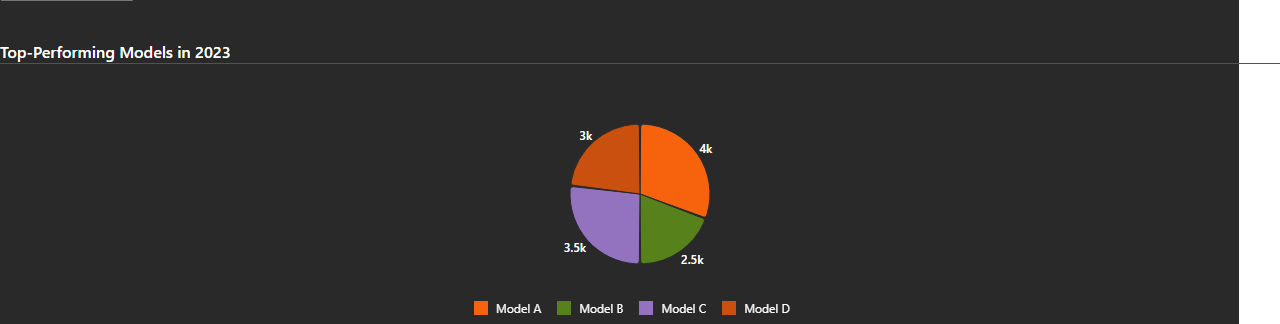 Top-Performing Models in 2023
3k
4k
3.5k
2.5k
Model A Model B Model C Model D